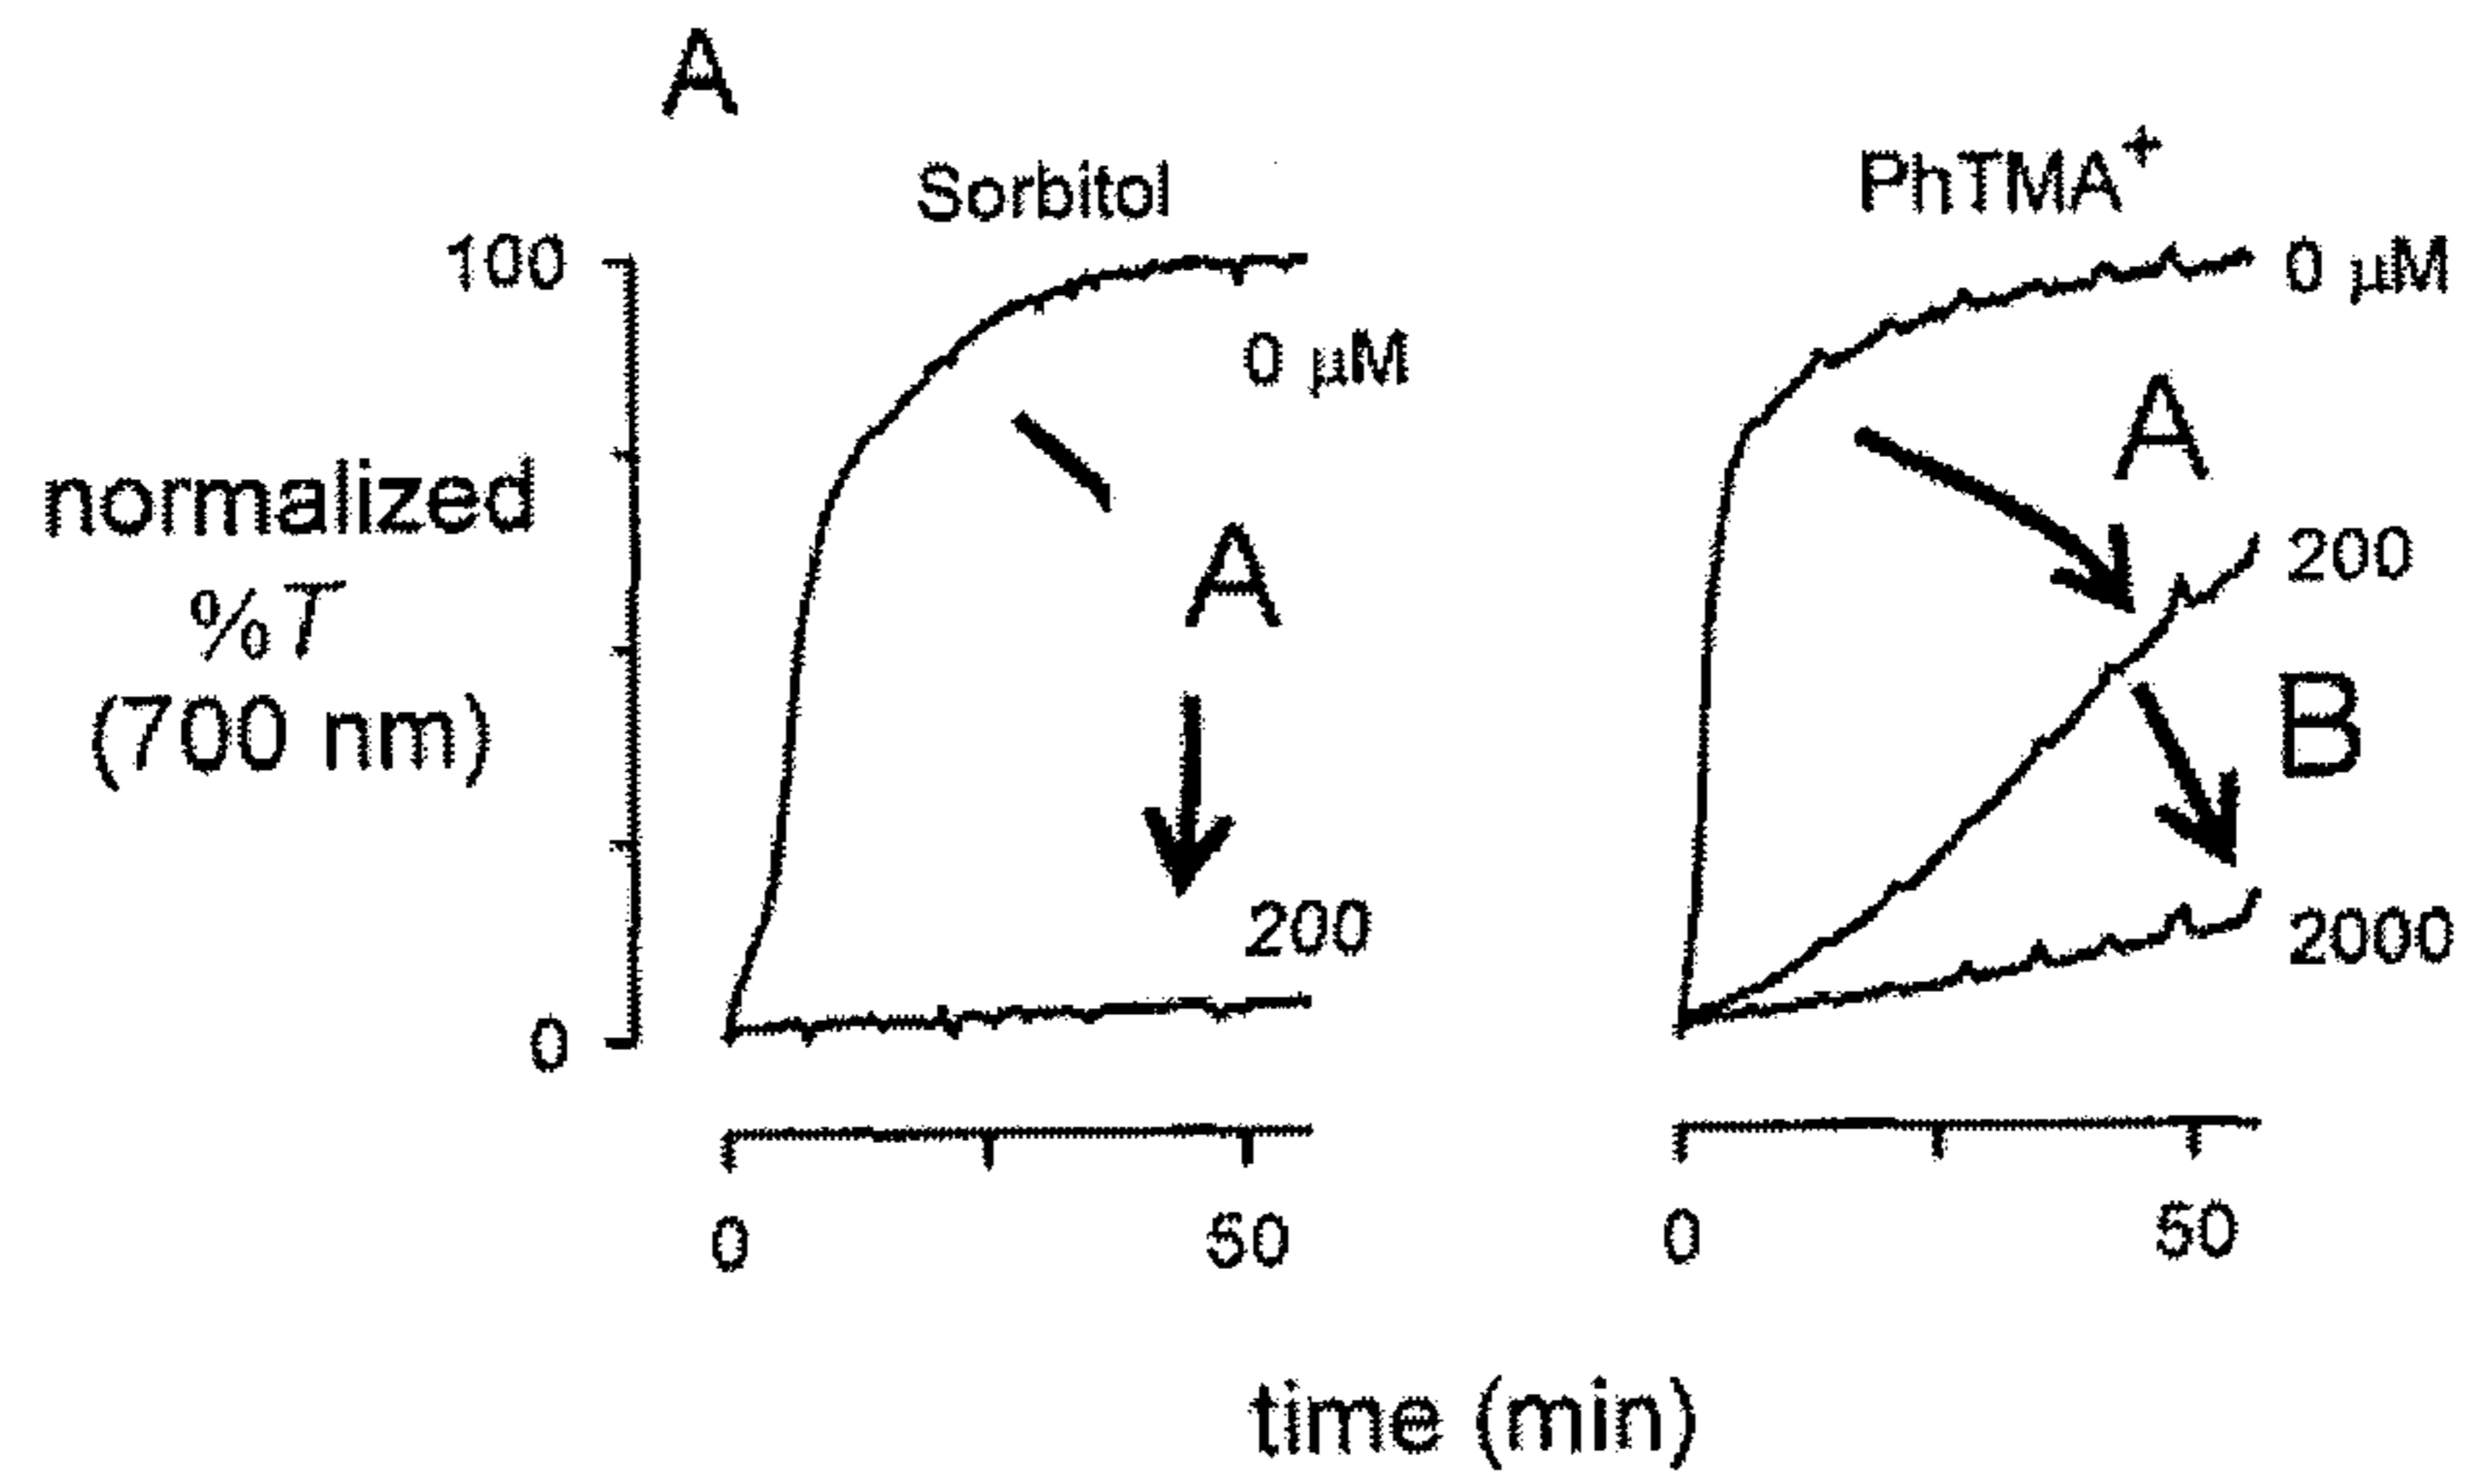 A
Sorbitol
PhTMA+
100
0 µM
0 µM
A
A
normalized
%T
(700 nm)
200
B
200
2000
0
0
50
0
50
time (min)